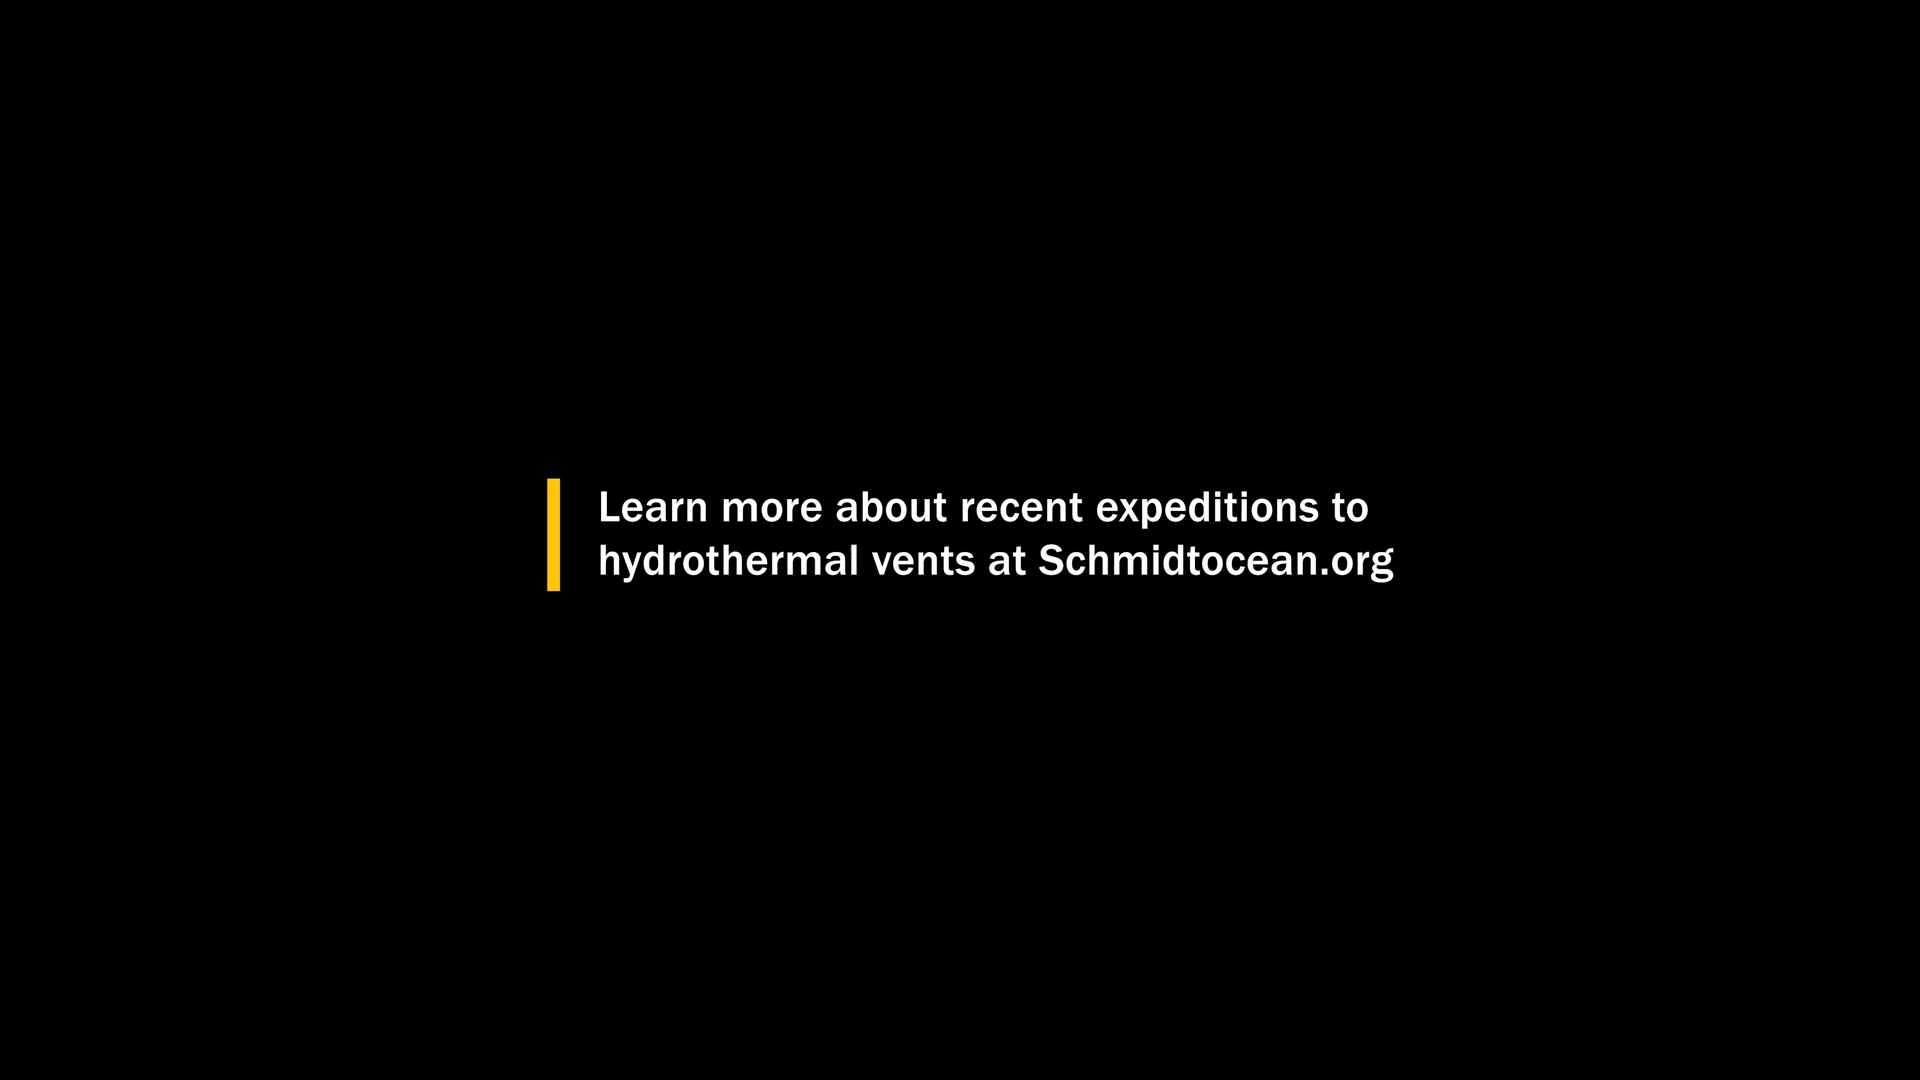 Learn more about recent expeditions to
hydrothermal vents at Schmidtocean.org